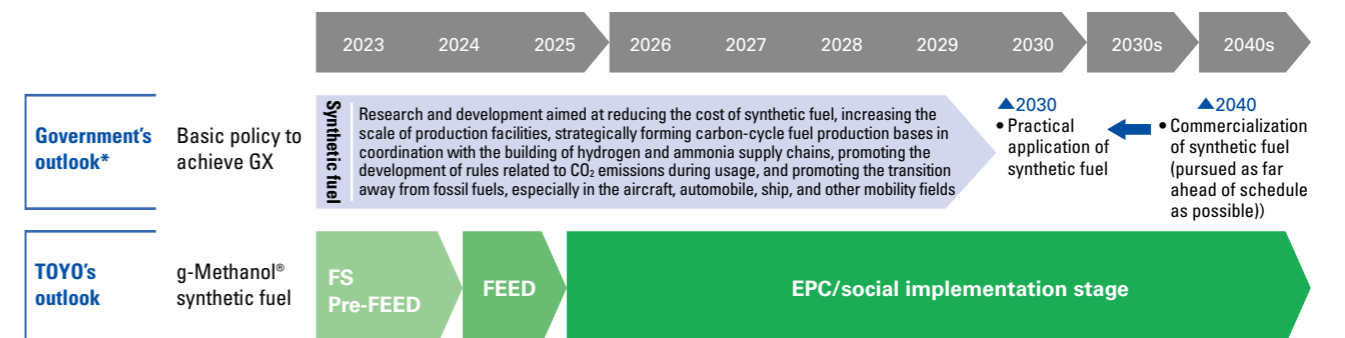 2023 2024 2025 2026 2027 2028 2029 2030 2030s 2040s
Government's
outlook*
Basic policy to
achieve GX
Synthetic fuel
Research and development aimed at reducing the cost of synthetic fuel, increasing the
scale of production facilities, strategically forming carbon-cycle fuel production bases in
coordination with the building of hydrogen and ammonia supply chains, promoting the
development of rules related to CO₂ emissions during usage, and promoting the transition
away from fossil fuels, especially in the aircraft, automobile, ship, and other mobility fields
▲2030
• Practical
application of
synthetic fuel
▲2040
• Commercialization
of synthetic fuel
(pursued as far
ahead of schedule
as possible))
TOYO's
outlook
g-Methanol®
synthetic fuel
FS
Pre-FEED
FEED
EPC/social implementation stage